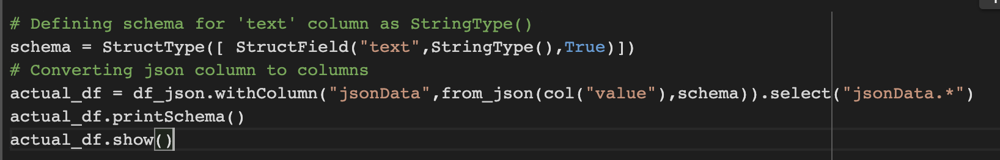 # Defining schema for 'text' column as StringType()
schema = StructType([ StructField("text",StringType(),True)])
# Converting json column to columns
actual_df = df_json.withColumn("jsonData",from_json(col("value"),schema)).select("jsonData.*")
actual_df.printSchema()
actual_df.show()